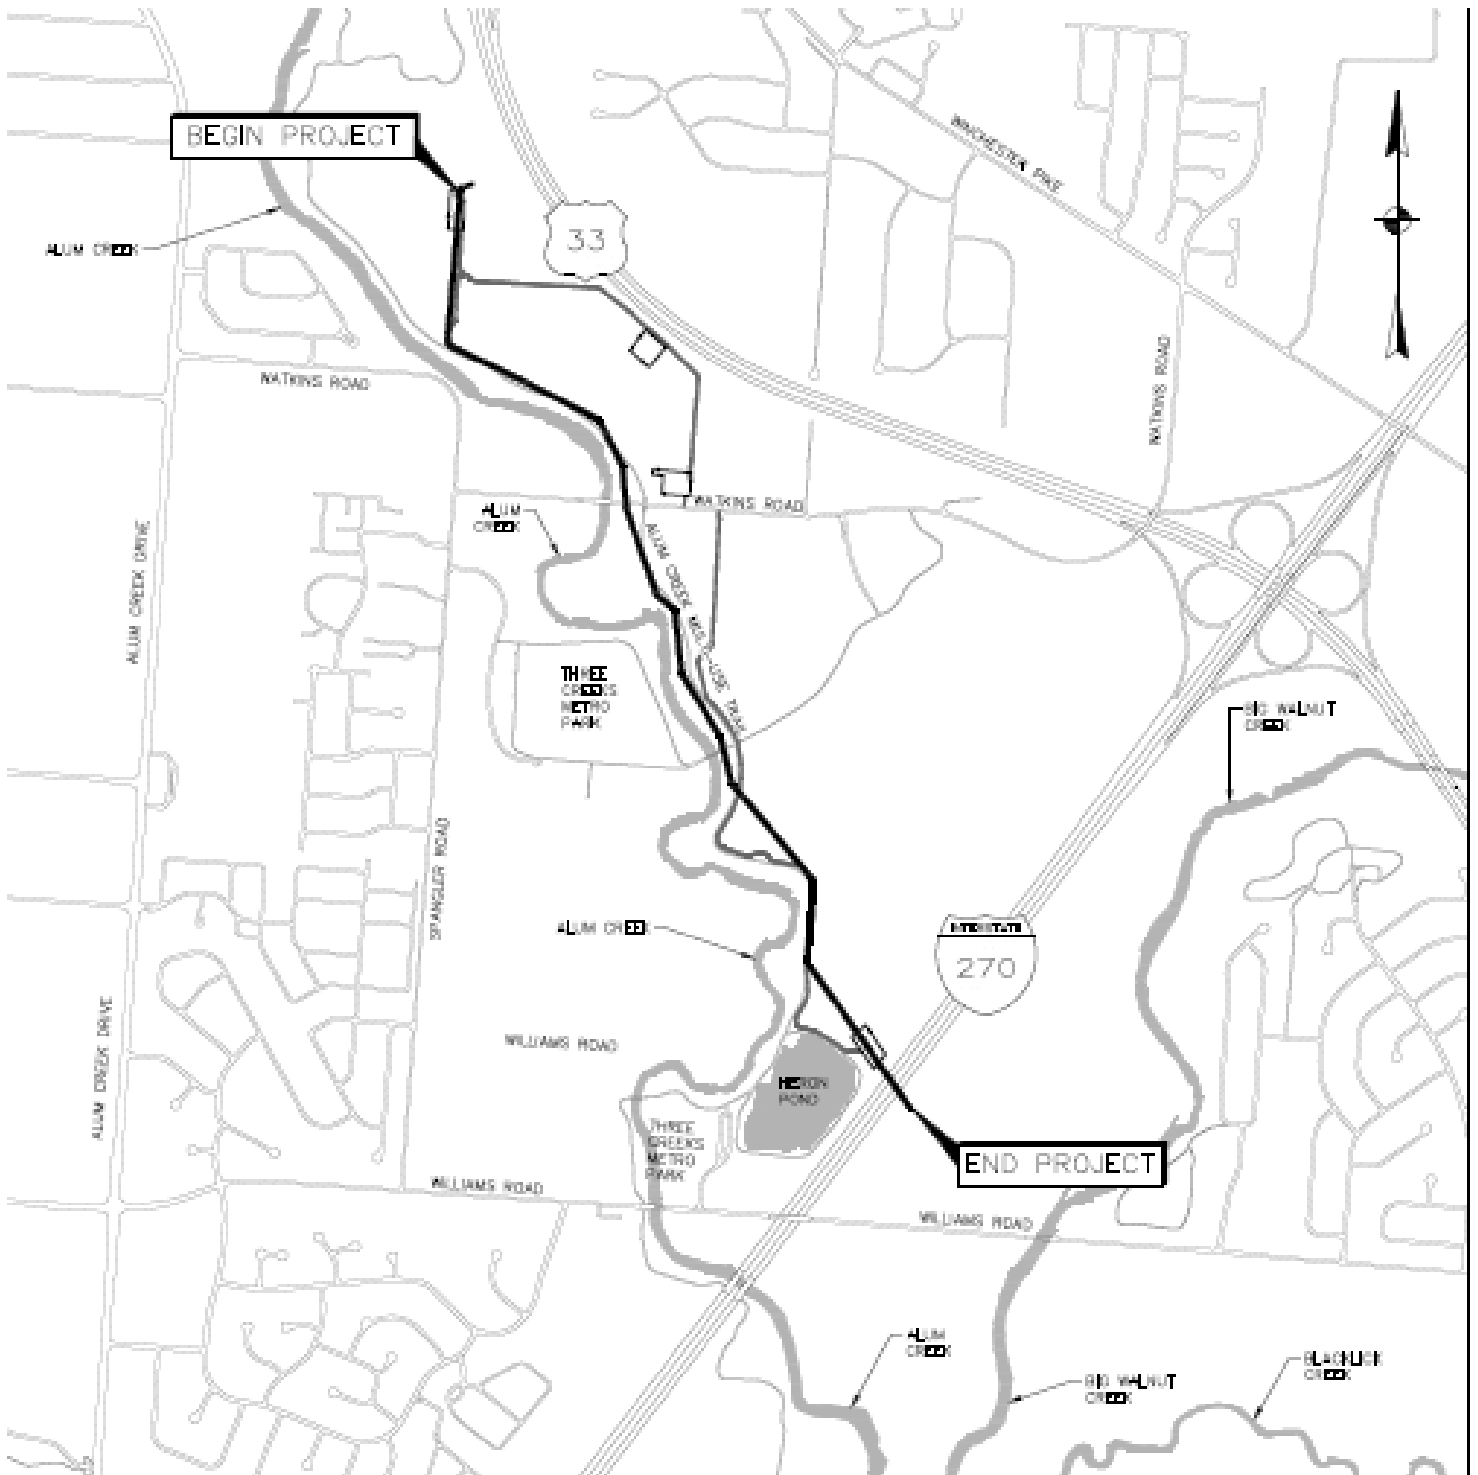 BEGIN PROJECT
WINCHESTER PIKE
ALUM CREEK
33
WATKINS ROAD
WATKINS ROAD
ALUM
CREEK
WATKINS ROAD
ALUM CREEK DRIVE
ALUM CREEK MULTI-USE TRAIL
THREE
CREEKS
METRO
PARK
BIG WALNUT
CREEK
SPANGLER ROAD
ALUM CREEK
INTERSTATE
270
ALUM CREEK DRIVE
WILLIAMS ROAD
HERON
POND
THREE
CREEKS
METRO
PARK
END PROJECT
WILLIAMS ROAD
WILLIAMS ROAD
ALUM
CREEK
BIG WALNUT
CREEK
BLACKLICK
CREEK